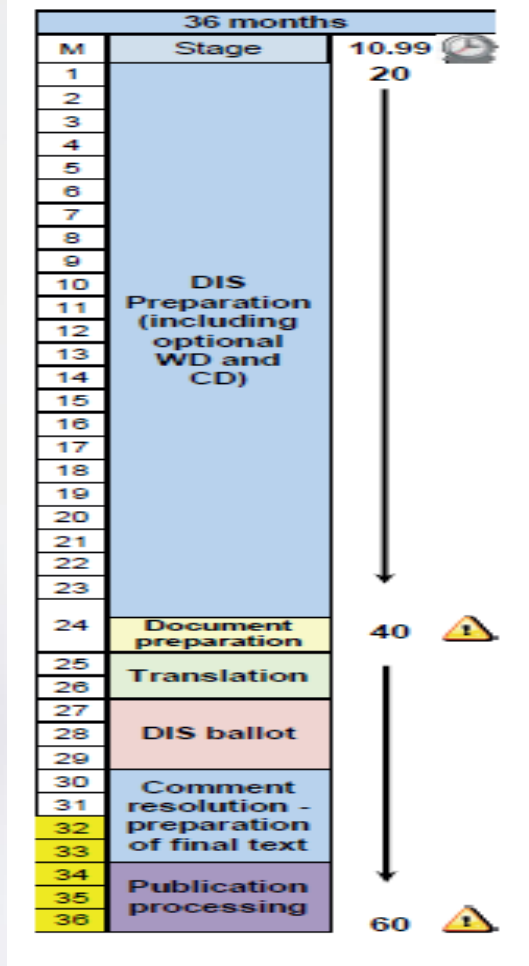 36 months
M Stage 10.99
1 20
2
3
4
5
6
7
8
9
10 DIS
11 Preparation
12 (including
13 optional
14 WD and
CD)
15
16
17
18
19
20
21
22
23
24 Document
preparation 40
25 Translation
26
27
28 DIS ballot
29
30 Comment
31 resolution -
32 preparation
33 of final text
34 Publication
35 processing
36 60